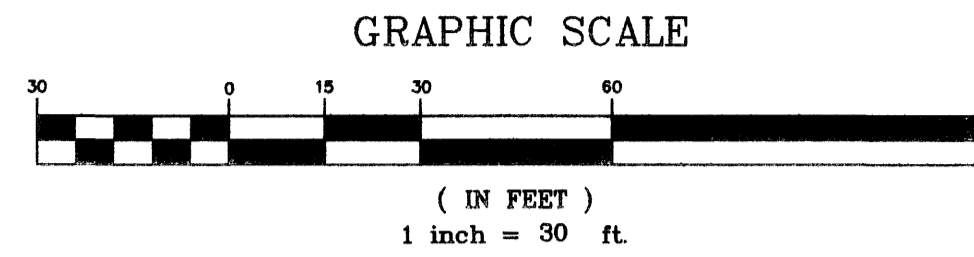 GRAPHIC SCALE
30 0 15 30 60
( IN FEET )
1 inch = 30 ft.